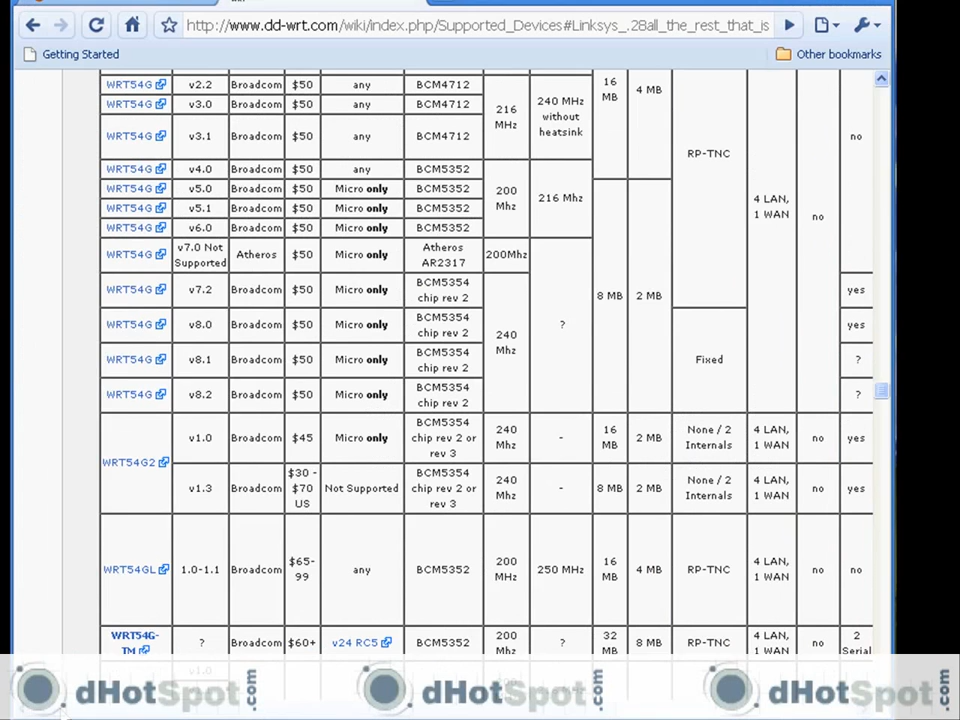 http://www.dd-wrt.com/wiki/index.php/Supported_Devices#Linksys_.28all_the_rest_that_is
Getting Started
Other bookmarks
WRT54G v2.2 Broadcom $50 any BCM4712 216 MHz 240 MHz without heatsink 16 MB 4 MB RP-TNC 4 LAN, 1 WAN no no
WRT54G v3.0 Broadcom $50 any BCM4712
WRT54G v3.1 Broadcom $50 any BCM4712
WRT54G v4.0 Broadcom $50 any BCM5352 200 Mhz 216 Mhz
WRT54G v5.0 Broadcom $50 Micro only BCM5352 8 MB 2 MB
WRT54G v5.1 Broadcom $50 Micro only BCM5352
WRT54G v6.0 Broadcom $50 Micro only BCM5352
WRT54G v7.0 Not Supported Atheros $50 Micro only Atheros AR2317 200Mhz ?
WRT54G v7.2 Broadcom $50 Micro only BCM5354 chip rev 2 240 Mhz yes
WRT54G v8.0 Broadcom $50 Micro only BCM5354 chip rev 2 Fixed yes
WRT54G v8.1 Broadcom $50 Micro only BCM5354 chip rev 2 ?
WRT54G v8.2 Broadcom $50 Micro only BCM5354 chip rev 2 ?
WRT54G2 v1.0 Broadcom $45 Micro only BCM5354 chip rev 2 or rev 3 240 Mhz - 16 MB 2 MB None / 2 Internals 4 LAN, 1 WAN no yes
v1.3 Broadcom $30 - $70 US Not Supported BCM5354 chip rev 2 or rev 3 240 Mhz - 8 MB 2 MB None / 2 Internals 4 LAN, 1 WAN no yes
WRT54GL 1.0-1.1 Broadcom $65-99 any BCM5352 200 MHz 250 MHz 16 MB 4 MB RP-TNC 4 LAN, 1 WAN no no
WRT54G-TM ? Broadcom $60+ v24 RC5 BCM5352 200 MHz ? 32 MB 8 MB RP-TNC 4 LAN, 1 WAN no 2 Serial
v1.0
dHotSpot.com dHotSpot.com dHotSpot.com